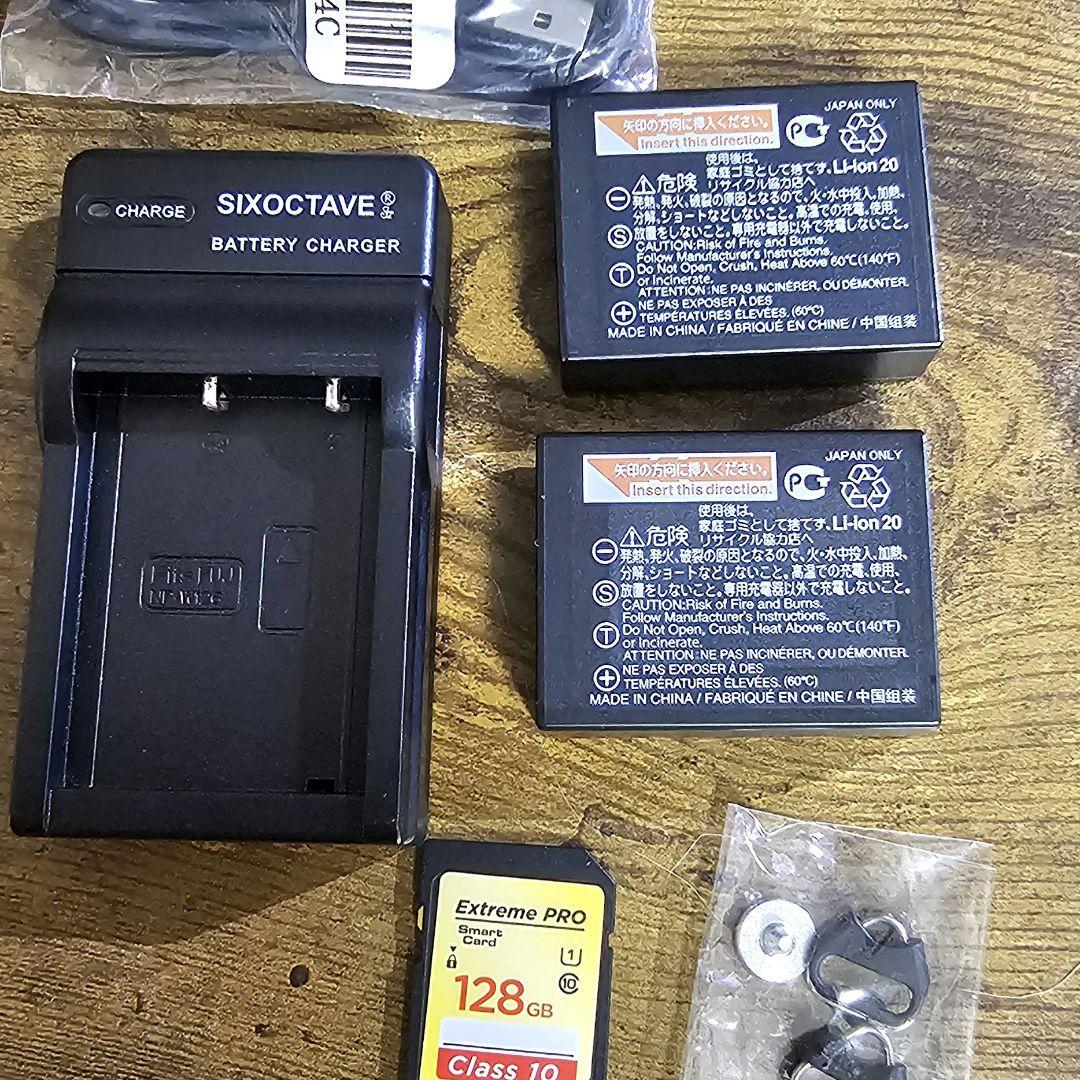 4C
CHARGE
SIXOCTAVE®
BATTERY CHARGER
Fits FUJ
JAPAN ONLY
矢印の方向に挿入ください。
Insert this direction.
使用後は、
家庭ゴミとして捨てず、Li-Ion 20
⚠危険 リサイクル協力店へ
発熱、発火、破裂の原因となるので、火・水中投入、加熱、
分解、ショートなどしないこと。高温での充電、使用、
Ⓢ放置をしないこと。専用充電器以外で充電しないこと。
CAUTION:Risk of Fire and Burns.
Follow Manufacturer's Instructions.
Ⓣ Do Not Open, Crush, Heat Above 60℃(140°F)
or Incinerate.
ATTENTION:NE PAS INCINÉRER, OU DÉMONTER.
⊕ NE PAS EXPOSER À DES
TEMPÉRATURES ÉLEVÉES. (60°C)
MADE IN CHINA / FABRIQUÉ EN CHINE / 中国组装
JAPAN ONLY
矢印の方向に挿入ください。
Insert this direction.
使用後は、
家庭ゴミとして捨てず、Li-Ion 20
⚠危険 リサイクル協力店へ
発熱、発火、破裂の原因となるので、火・水中投入、加熱、
分解、ショートなどしないこと。高温での充電、使用、
Ⓢ放置をしないこと。専用充電器以外で充電しないこと。
CAUTION:Risk of Fire and Burns.
Follow Manufacturer's Instructions.
Ⓣ Do Not Open, Crush, Heat Above 60℃(140°F)
or Incinerate.
ATTENTION:NE PAS INCINÉRER, OU DÉMONTER.
⊕ NE PAS EXPOSER À DES
TEMPÉRATURES ÉLEVÉES. (60°C)
MADE IN CHINA / FABRIQUÉ EN CHINE / 中国组装
Extreme PRO
Smart
Card
1
10
128GB
Class 10